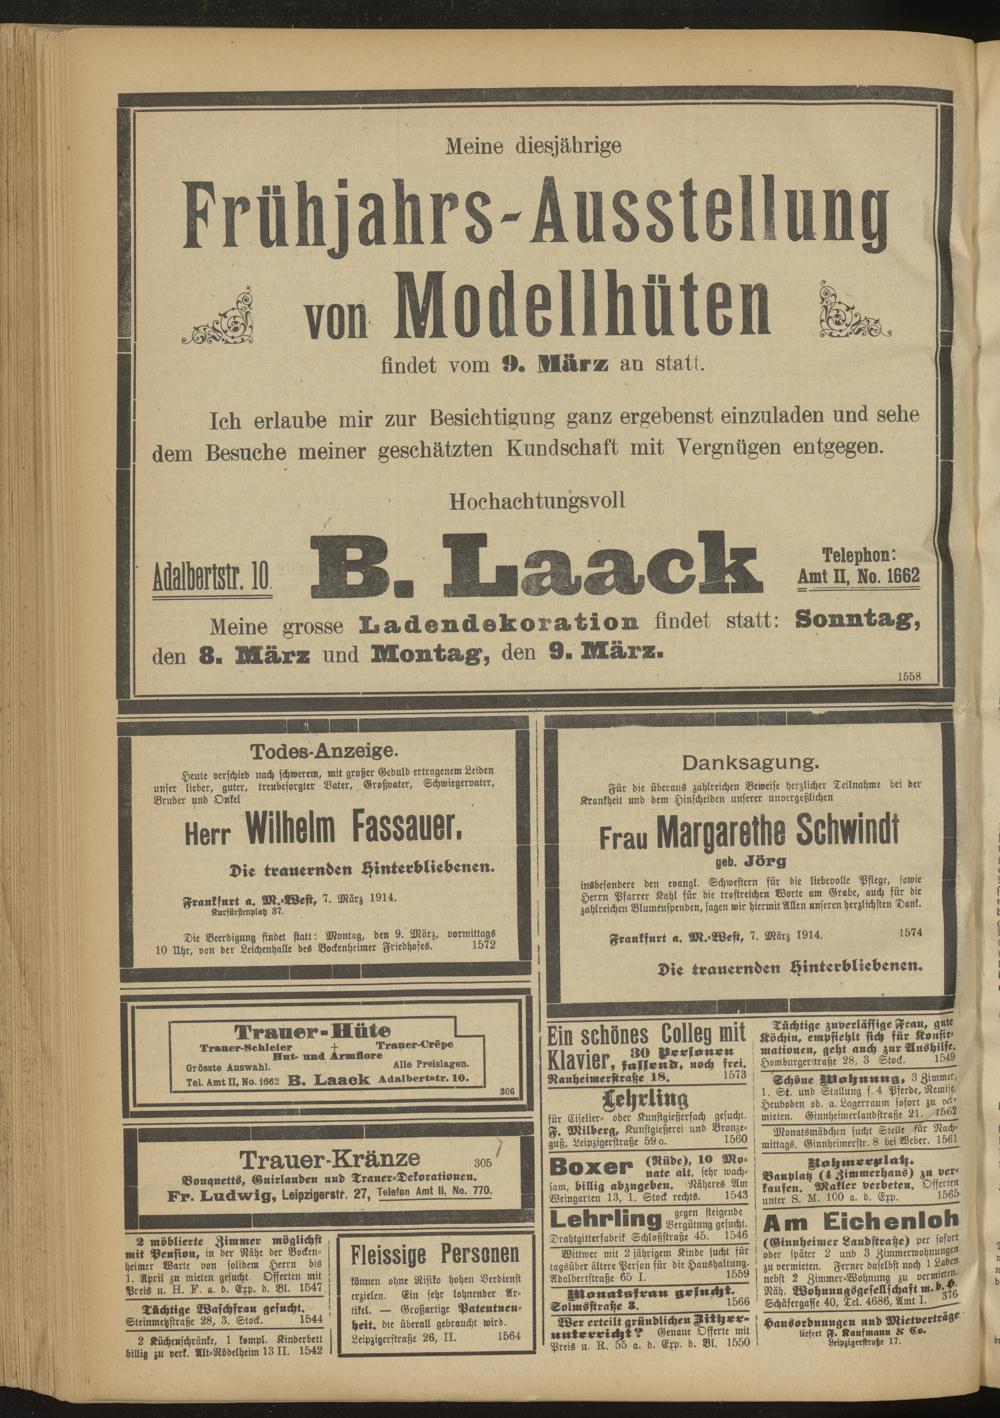 Meine diesjährige
Frühjahrs-Ausstellung
von Modellhüten
findet vom 9. März an statt.
Ich erlaube mir zur Besichtigung ganz ergebenst einzuladen und sehe
dem Besuche meiner geschätzten Kundschaft mit Vergnügen entgegen.
Hochachtungsvoll
Adalbertstr. 10 B. Laack Telephon:
Amt II, No. 1662
Meine grosse Ladendekoration findet statt: Sonntag,
den 8. März und Montag, den 9. März.
1558
Todes-Anzeige.
Heute verschied nach schwerem, mit großer Geduld ertragenem Leiden
unser lieber, guter, treubesorgter Vater, Großvater, Schwiegervater,
Bruder und Onkel
Herr Wilhelm Fassauer.
Die trauernden Hinterbliebenen.
Frankfurt a. M.-West, 7. März 1914.
Kurfürstenplatz 37.
Die Beerdigung findet statt: Montag, den 9. März, vormittags
10 Uhr, von der Leichenhalle des Bockenheimer Friedhofes. 1572
Danksagung.
Für die überaus zahlreichen Beweise herzlicher Teilnahme bei der
Krankheit und dem Hinscheiden unserer unvergeßlichen
Frau Margarethe Schwindt
geb. Jörg
insbesondere den evangl. Schwestern für die liebevolle Pflege, sowie
Herrn Pfarrer Kahl für die trostreichen Worte am Grabe, auch für die
zahlreichen Blumenspenden, sagen wir hiermit Allen unseren herzlichsten Dank.
Frankfurt a. M.-West, 7. März 1914. 1574
Die trauernden Hinterbliebenen.
Trauer-Hüte
Trauer-Schleier + Trauer-Crêpe
Hut- und Armflore
Grösste Auswahl. Alle Preislagen.
Tel. Amt II, No. 1662 B. Laack Adalbertstr. 10.
306
Trauer-Kränze 305
Bouquetts, Guirlanden und Trauer-Dekorationen.
Fr. Ludwig, Leipzigerstr. 27, Telefon Amt II, No. 770.
2 möblierte Zimmer möglichst
mit Pension, in der Nähe der Bocken-
heimer Warte von solidem Herrn bis
1. April zu mieten gesucht. Offerten mit
Preis u. H. F. a. d. Exp. d. Bl. 1547
Tüchtige Waschfrau gesucht.
Steinmetzstraße 28, 3. Stock. 1544
2 Küchenschränke, 1 kompl. Kinderbett
billig zu verk. Alt-Rödelheim 13 II. 1542
Fleissige Personen
können ohne Risiko hohen Verdienst
erzielen. Ein sehr lohnender Ar-
tikel. — Großartige Patentneu-
heit, die überall gebraucht wird.
Leipzigerstraße 26, II. 1564
Ein schönes Colleg mit
Klavier, 30 Personen
fassend, noch frei.
Nauheimerstraße 18. 1573
Lehrling
für Ciselier- oder Kunstgießerfach gesucht.
F. Milberg, Kunstgießerei und Bronze-
guß, Leipzigerstraße 59 c. 1560
Boxer (Rüde), 10 Mo-
nate alt, sehr wach-
sam, billig abzugeben. Näheres Am
Weingarten 13, 1. Stock rechts. 1543
Lehrling gegen steigende
Vergütung gesucht.
Drahtgitterfabrik Schloßstraße 45. 1546
Witwer mit 2 jährigem Kinde sucht für
tagsüber ältere Person für die Haushaltung.
Adalbertstraße 65 I. 1559
Monatsfrau gesucht.
Solmsstraße 3. 1566
Wer erteilt gründlichen Zither-
unterricht? Genaue Offerte mit
Preis u. R. 55 a. d. Exp. d. Bl. 1550
Tüchtige zuverlässige Frau, gute
Köchin, empfiehlt sich für Konfir-
mationen, geht auch zur Aushilfe.
Homburgerstraße 28, 3. Stock. 1549
Schöne Wohnung, 3 Zimmer,
1. St. und Stallung f. 4 Pferde, Remise,
Heuboden od. a. Lagerraum sofort zu ver-
mieten. Ginnheimerlandstraße 21. 1562
Monatsmädchen sucht Stelle für Nach-
mittags. Ginnheimerstr. 8 bei Weber. 1561
Rohmerplatz.
Bauplatz (4 Zimmerhaus) zu ver-
kaufen. Makler verbeten. Offerten
unter S. M. 100 a. d. Exp. 1565
Am Eichenloh
(Ginnheimer Landstraße) per sofort
oder später 2 und 3 Zimmerwohnungen
zu vermieten. Ferner daselbst noch 1 Laden
nebst 2 Zimmer-Wohnung zu vermieten.
Näh. Wohnungsgesellschaft m. b. H.
Schäfergasse 40, Tel. 4686, Amt I. 376
Hausordnungen und Mietverträge
liefert F. Kaufmann & Co.
Leipzigerstraße 17.